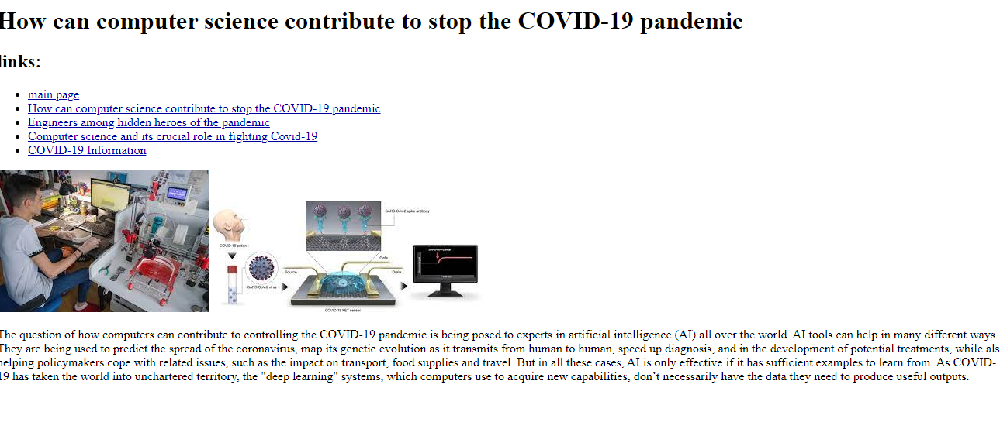 How can computer science contribute to stop the COVID-19 pandemic
links:
main page
How can computer science contribute to stop the COVID-19 pandemic
Engineers among hidden heroes of the pandemic
Computer science and its crucial role in fighting Covid-19
COVID-19 Information
SARS-CoV-2 spike antibody
COVID-19 patient
Gate
Source
Drain
SARS-CoV-2 virus
SARS-CoV-2 virus
COVID-19 FET sensor
The question of how computers can contribute to controlling the COVID-19 pandemic is being posed to experts in artificial intelligence (AI) all over the world. AI tools can help in many different ways.
They are being used to predict the spread of the coronavirus, map its genetic evolution as it transmits from human to human, speed up diagnosis, and in the development of potential treatments, while als
helping policymakers cope with related issues, such as the impact on transport, food supplies and travel. But in all these cases, AI is only effective if it has sufficient examples to learn from. As COVID-
19 has taken the world into unchartered territory, the "deep learning" systems, which computers use to acquire new capabilities, don’t necessarily have the data they need to produce useful outputs.